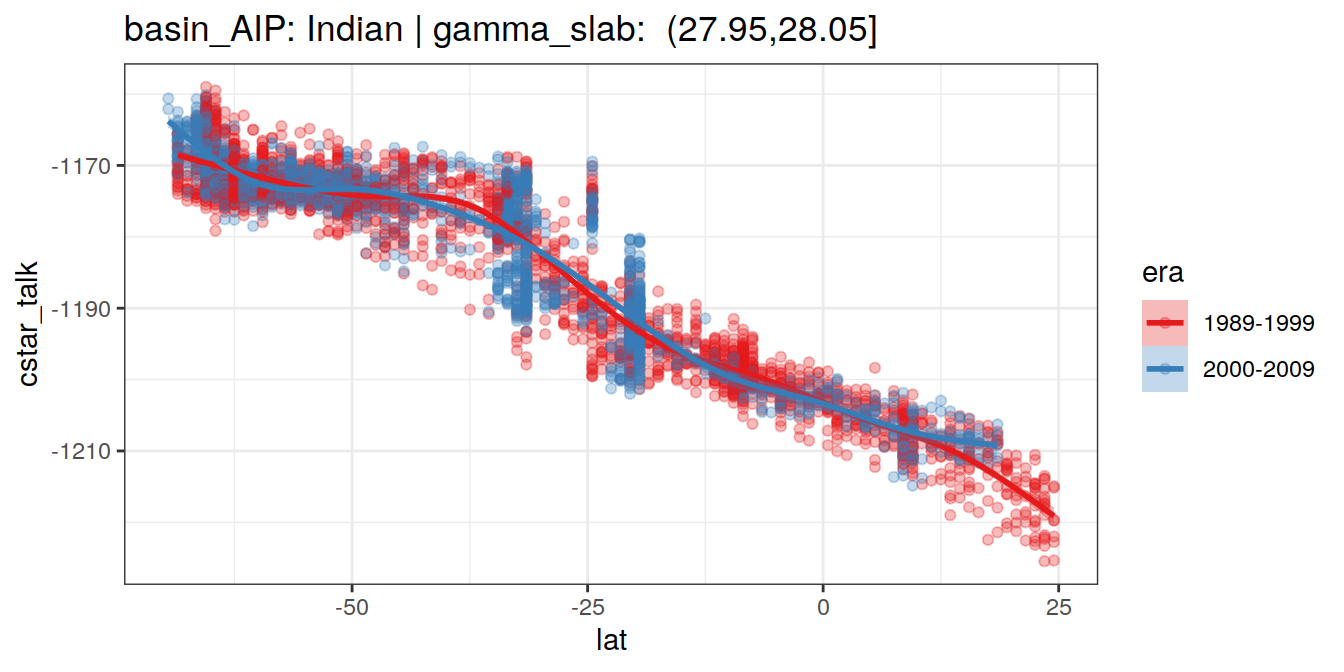 basin_AIP: Indian | gamma_slab:  (27.95,28.05]
-1170
-1190
-1210
cstar_talk
-50
-25
0
25
lat
era
1989-1999
2000-2009